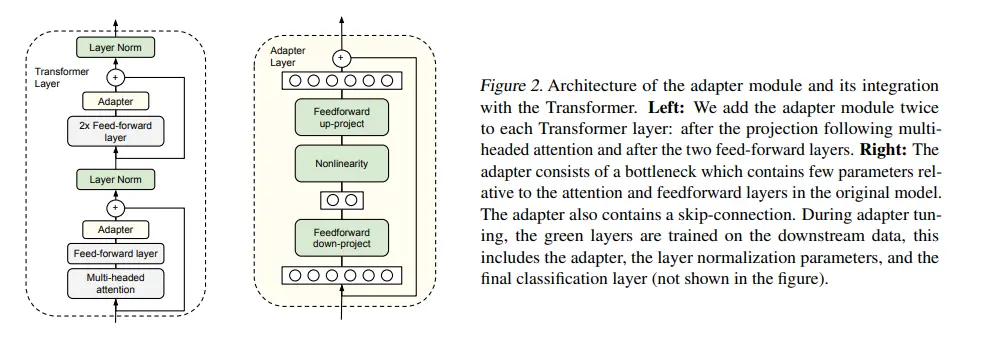 Layer Norm
+
Transformer
Layer
Adapter
2x Feed-forward
layer
Layer Norm
+
Adapter
Feed-forward layer
Multi-headed
attention
Adapter
Layer
+
Feedforward
up-project
Nonlinearity
Feedforward
down-project
Figure 2. Architecture of the adapter module and its integration
with the Transformer. Left: We add the adapter module twice
to each Transformer layer: after the projection following multi-
headed attention and after the two feed-forward layers. Right: The
adapter consists of a bottleneck which contains few parameters rel-
ative to the attention and feedforward layers in the original model.
The adapter also contains a skip-connection. During adapter tun-
ing, the green layers are trained on the downstream data, this
includes the adapter, the layer normalization parameters, and the
final classification layer (not shown in the figure).